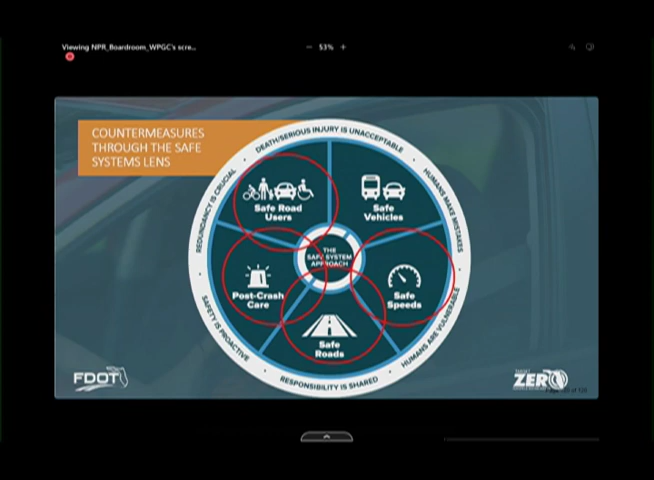 Viewing NPR_Boardroom_WPGC's scre...
53%
COUNTERMEASURES
THROUGH THE SAFE
SYSTEMS LENS
DEATH/SERIOUS INJURY IS UNACCEPTABLE
HUMANS MAKE MISTAKES
HUMANS ARE VULNERABLE
RESPONSIBILITY IS SHARED
SAFETY IS PROACTIVE
REDUNDANCY IS CRUCIAL
Safe Road
Users
Safe
Vehicles
THE
SAFE SYSTEM
APPROACH
Post-Crash
Care
Safe
Speeds
Safe
Roads
FDOT
ZERO